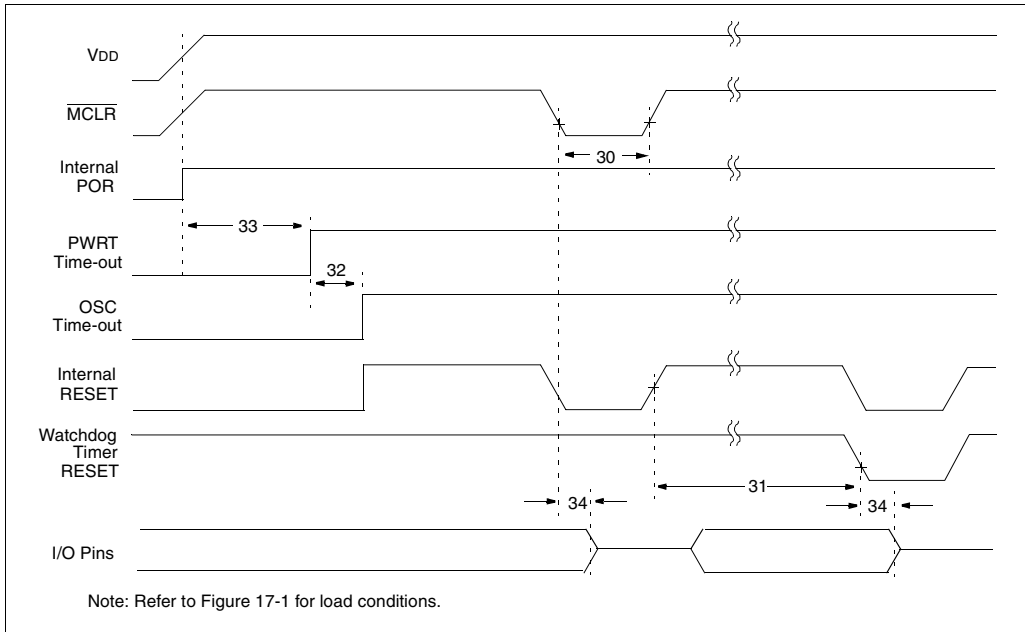 VDD
MCLR
30
Internal
POR
33
PWRT
Time-out
32
OSC
Time-out
Internal
RESET
Watchdog
Timer
RESET
31
34
34
I/O Pins
Note: Refer to Figure 17-1 for load conditions.